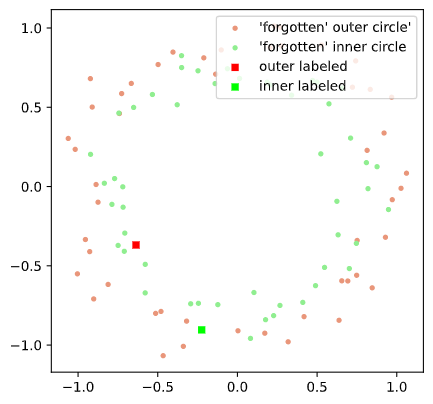 'forgotten' outer circle'
'forgotten' inner circle
outer labeled
inner labeled
1.0
0.5
0.0
−0.5
−1.0
−1.0 −0.5 0.0 0.5 1.0